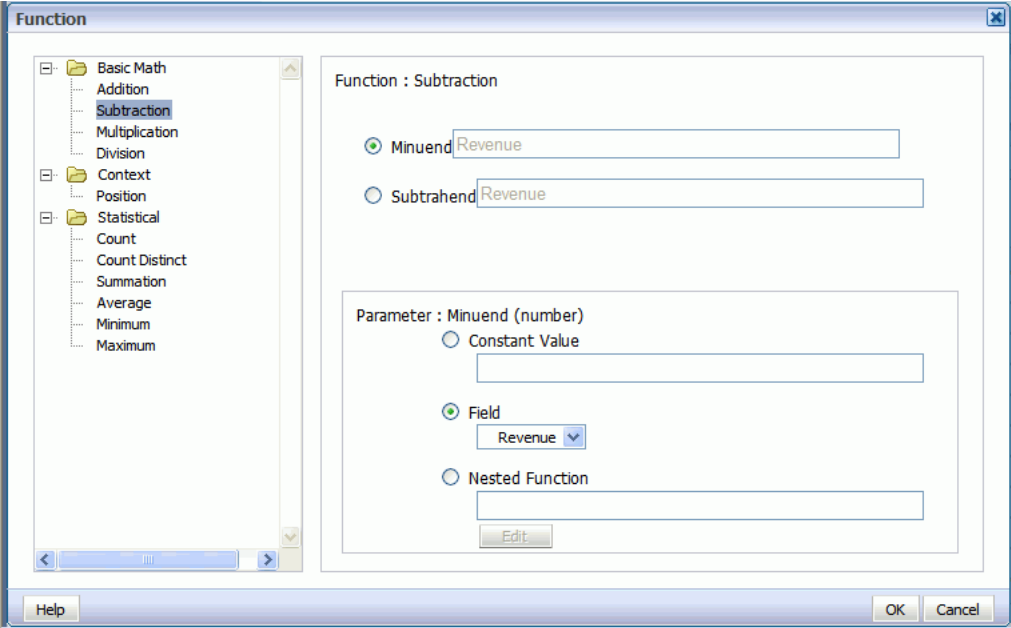 Function
Basic Math
Addition
Subtraction
Multiplication
Division
Context
Position
Statistical
Count
Count Distinct
Summation
Average
Minimum
Maximum
Function : Subtraction
Minuend Revenue
Subtrahend Revenue
Parameter : Minuend (number)
Constant Value
Field
Revenue
Nested Function
Edit
Help OK Cancel